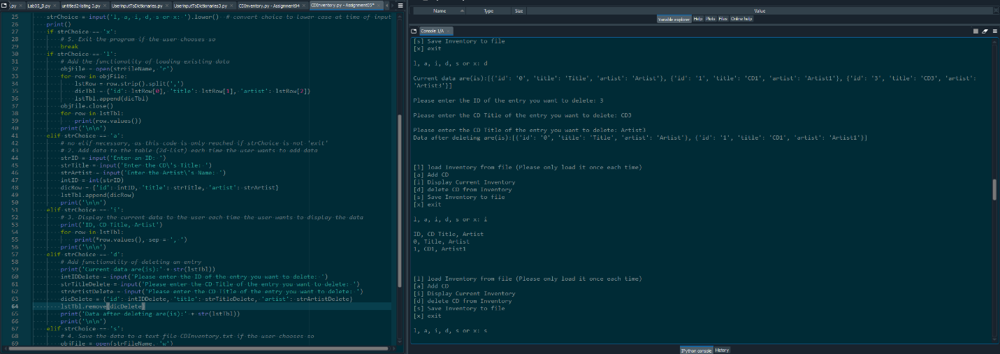 .py × Lab05_B.py × untitled2-listing 3.py × UserInputToDictionaries.py × UserInputToDictionaries3.py × CDInventory.py - Assignment04 × CDInventory.py - Assignment05* ×
25 strChoice = input('l, a, i, d, s or x: ').lower() # convert choice to lower case at time of input
26 print()
27 if strChoice == 'x':
28 # 5. Exit the program if the user chooses so
29 break
30 if strChoice == 'l':
31 # Add the functionality of loading existing data
32 objFile = open(strFileName, 'r')
33 for row in objFile:
34 lstRow = row.strip().split(',')
35 dicTbl = {'id': lstRow[0], 'title': lstRow[1], 'artist': lstRow[2]}
36 lstTbl.append(dicTbl)
37 objFile.close()
38 for row in lstTbl:
39 print(row.values())
40 print('\n\n')
41 elif strChoice == 'a':
42 # no elif necessary, as this code is only reached if strChoice is not 'exit'
43 # 2. Add data to the table (2d-list) each time the user wants to add data
44 strID = input('Enter an ID: ')
45 strTitle = input('Enter the CD\'s Title: ')
46 strArtist = input('Enter the Artist\'s Name: ')
47 intID = int(strID)
48 dicRow = {'id': intID, 'title': strTitle, 'artist': strArtist}
49 lstTbl.append(dicRow)
50 print('\n\n')
51 elif strChoice == 'i':
52 # 3. Display the current data to the user each time the user wants to display the data
53 print('ID, CD Title, Artist')
54 for row in lstTbl:
55 print(*row.values(), sep = ', ')
56 print('\n\n')
57 elif strChoice == 'd':
58 # Add functionality of deleting an entry
59 print('Current data are(is):' + str(lstTbl))
60 intIDDelete = input('Please enter the ID of the entry you want to delete: ')
61 strTitleDelete = input('Please enter the CD Title of the entry you want to delete: ')
62 strArtistDelete = input('Please enter the CD Title of the entry you want to delete: ')
63 dicDelete = {'id': intIDDelete, 'title': strTitleDelete, 'artist': strArtistDelete}
64 lstTbl.remove(dicDelete)
65 print('Data after deleting are(is):' + str(lstTbl))
66 print('\n\n')
67 elif strChoice == 's':
68 # 4. Save the data to a text file CDInventory.txt if the user chooses so
69 objFile = open(strFileName, 'w')
Name Type Size Value
Variable explorer Help Plots Files Online help
Console 1/A ×
[s] Save Inventory to file
[x] exit
l, a, i, d, s or x: d
Current data are(is):[{'id': '0', 'title': 'Title', 'artist': 'Artist'}, {'id': '1', 'title': 'CD1', 'artist': 'Artist1'}, {'id': '3', 'title': 'CD3', 'artist':
'Artist3'}]
Please enter the ID of the entry you want to delete: 3
Please enter the CD Title of the entry you want to delete: CD3
Please enter the CD Title of the entry you want to delete: Artist3
Data after deleting are(is):[{'id': '0', 'title': 'Title', 'artist': 'Artist'}, {'id': '1', 'title': 'CD1', 'artist': 'Artist1'}]
[l] load Inventory from file (Please only load it once each time)
[a] Add CD
[i] Display Current Inventory
[d] delete CD from Inventory
[s] Save Inventory to file
[x] exit
l, a, i, d, s or x: i
ID, CD Title, Artist
0, Title, Artist
1, CD1, Artist1
[l] load Inventory from file (Please only load it once each time)
[a] Add CD
[i] Display Current Inventory
[d] delete CD from Inventory
[s] Save Inventory to file
[x] exit
l, a, i, d, s or x: s
IPython console History